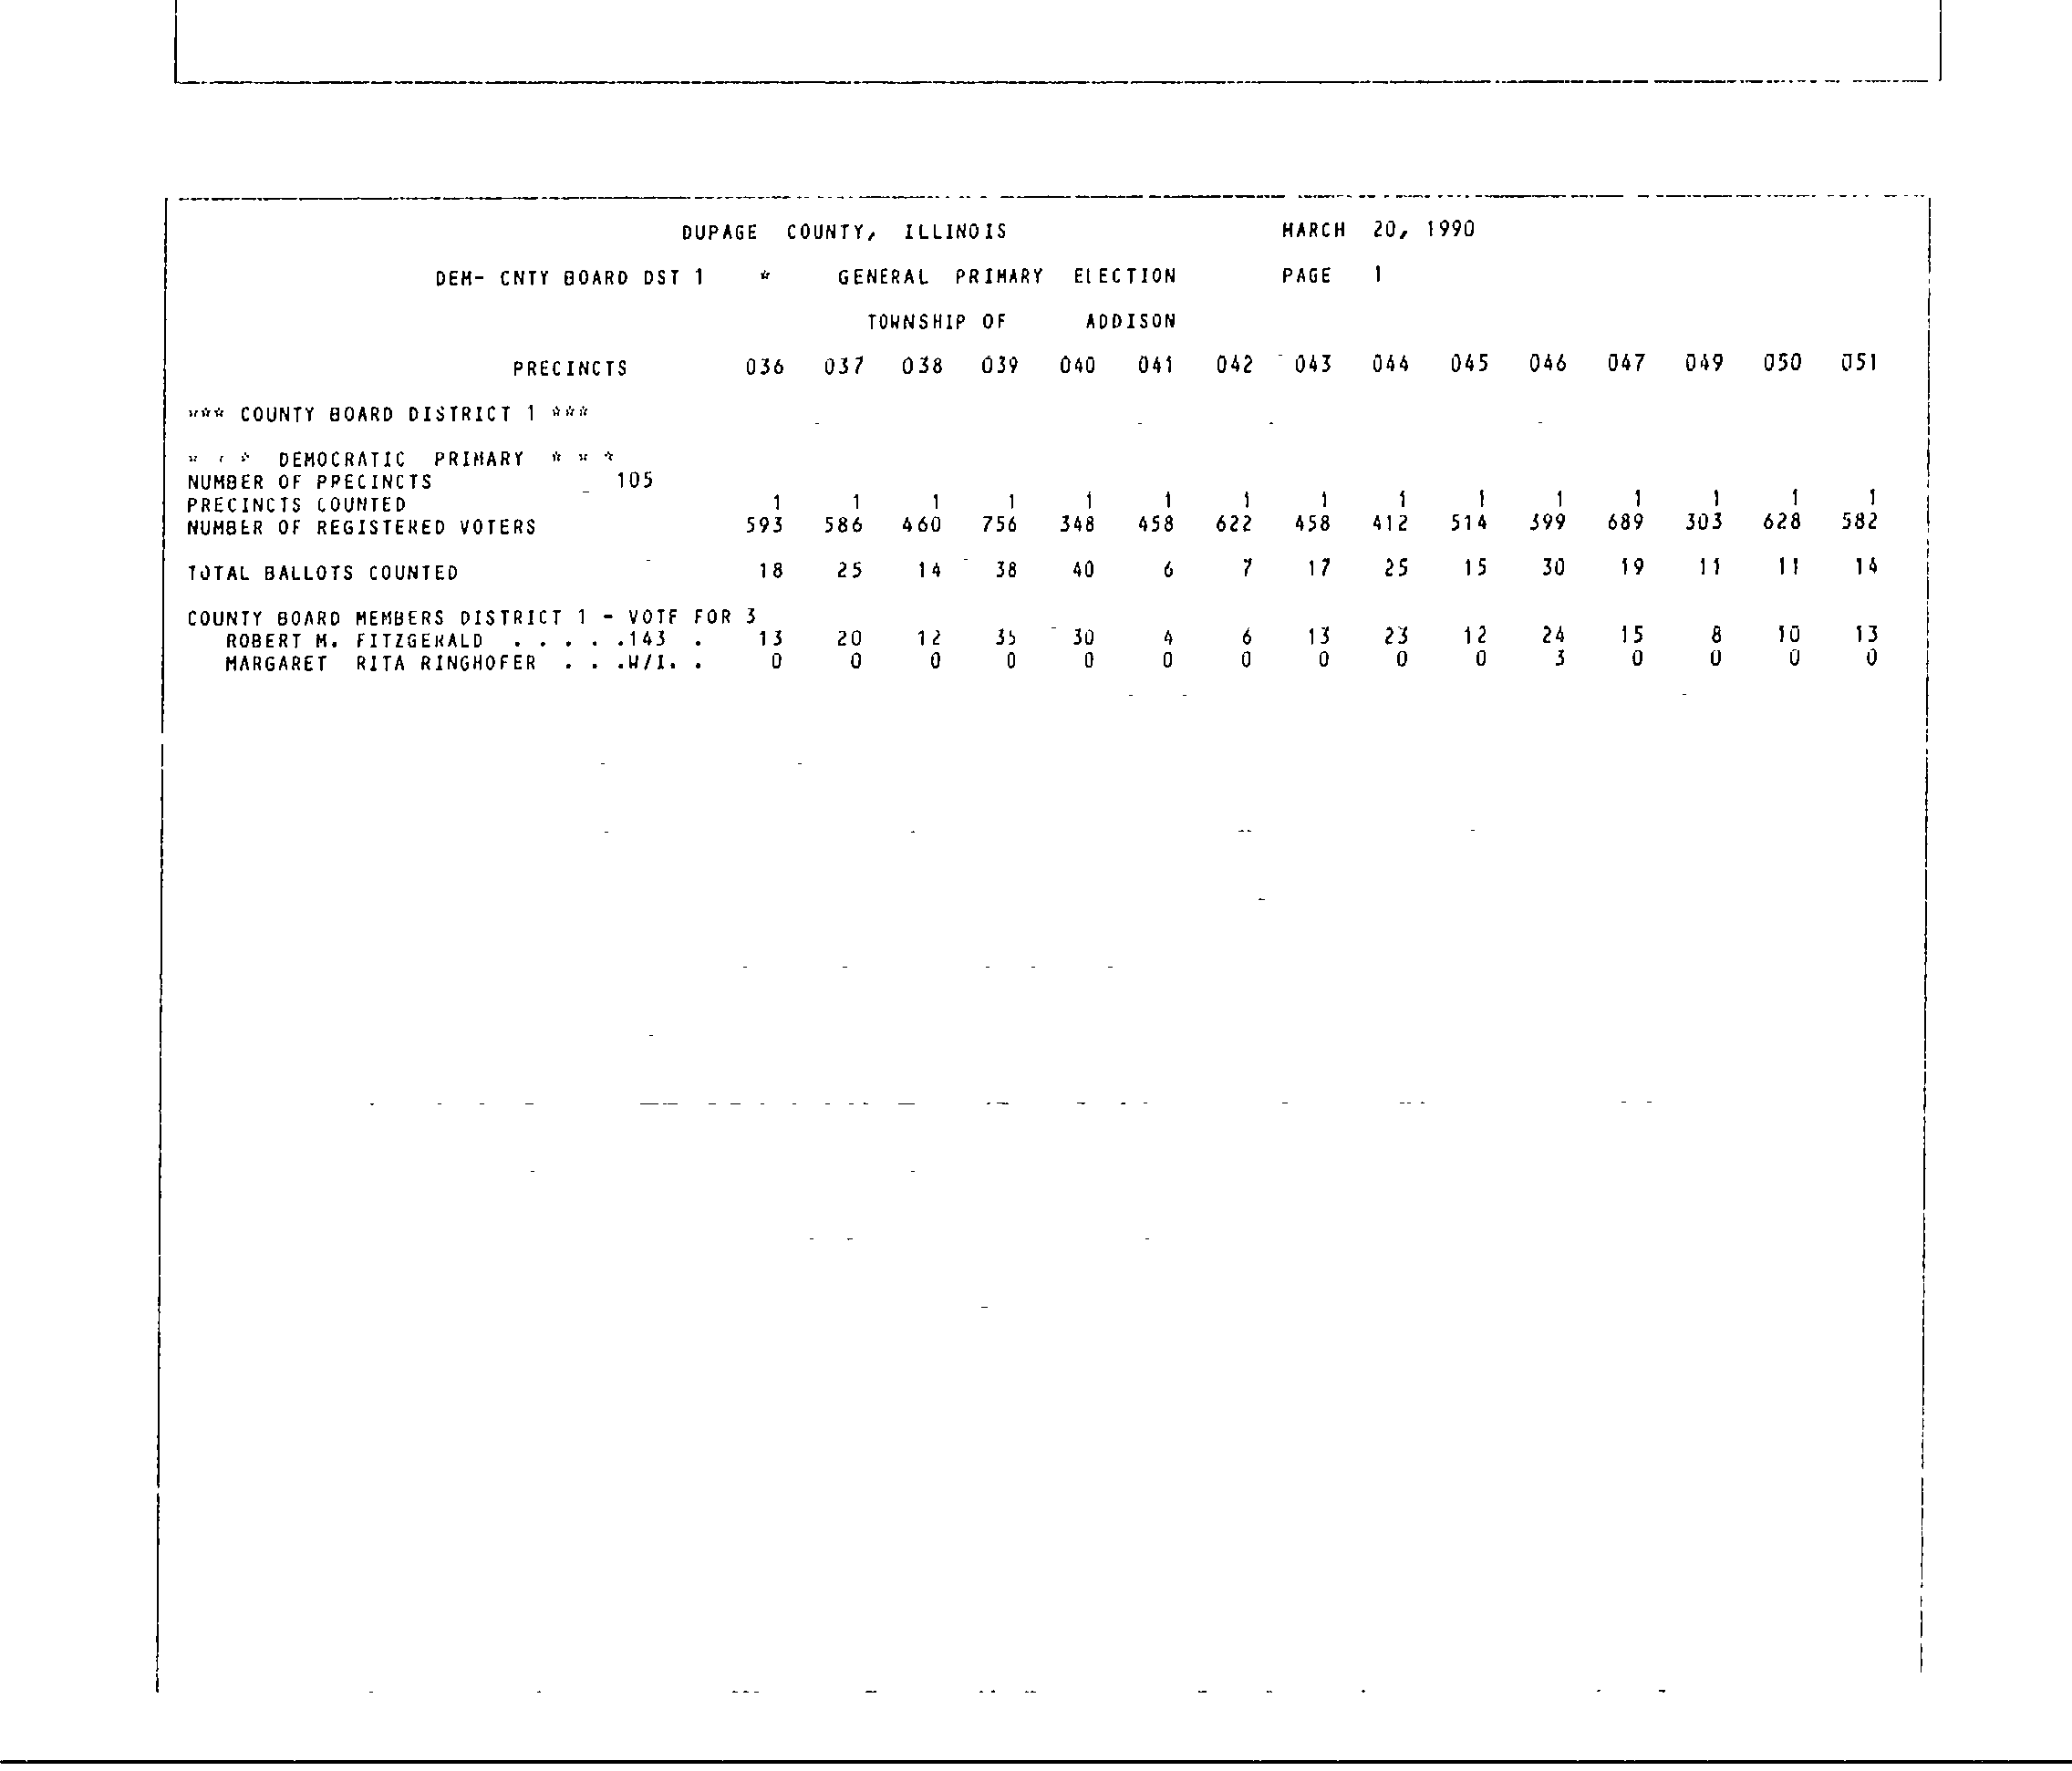 DUPAGE COUNTY, ILLINOIS MARCH 20, 1990
DEM- CNTY BOARD DST 1 * GENERAL PRIMARY ELECTION PAGE 1
TOWNSHIP OF ADDISON
PRECINCTS 036 037 038 039 040 041 042 043 044 045 046 047 049 050 051
*** COUNTY BOARD DISTRICT 1 ***
* * * DEMOCRATIC PRIMARY * * *
NUMBER OF PRECINCTS 105
PRECINCTS COUNTED 1 1 1 1 1 1 1 1 1 1 1 1 1 1 1
NUMBER OF REGISTERED VOTERS 593 586 460 756 348 458 622 458 412 514 399 689 303 628 582
TOTAL BALLOTS COUNTED 18 25 14 38 40 6 7 17 25 15 30 19 11 11 14
COUNTY BOARD MEMBERS DISTRICT 1 - VOTE FOR 3
ROBERT M. FITZGERALD . . . . .143 . 13 20 12 35 30 4 6 13 23 12 24 15 8 10 13
MARGARET RITA RINGHOFER . . .W/I. . 0 0 0 0 0 0 0 0 0 0 3 0 0 0 0